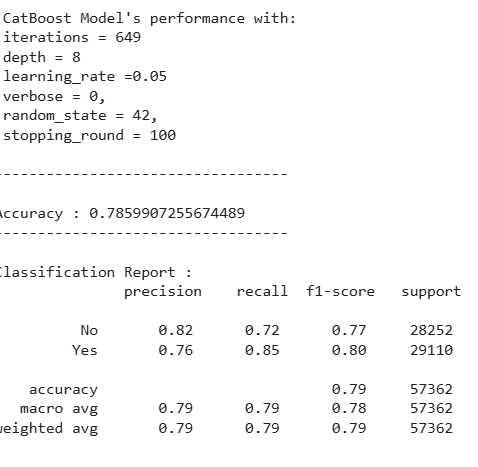 CatBoost Model's performance with:
iterations = 649
depth = 8
learning_rate =0.05
verbose = 0,
random_state = 42,
stopping_round = 100
---------------------------------
Accuracy : 0.7859907255674489
---------------------------------
Classification Report :
precision recall f1-score support
No 0.82 0.72 0.77 28252
Yes 0.76 0.85 0.80 29110
accuracy 0.79 57362
macro avg 0.79 0.79 0.78 57362
weighted avg 0.79 0.79 0.79 57362